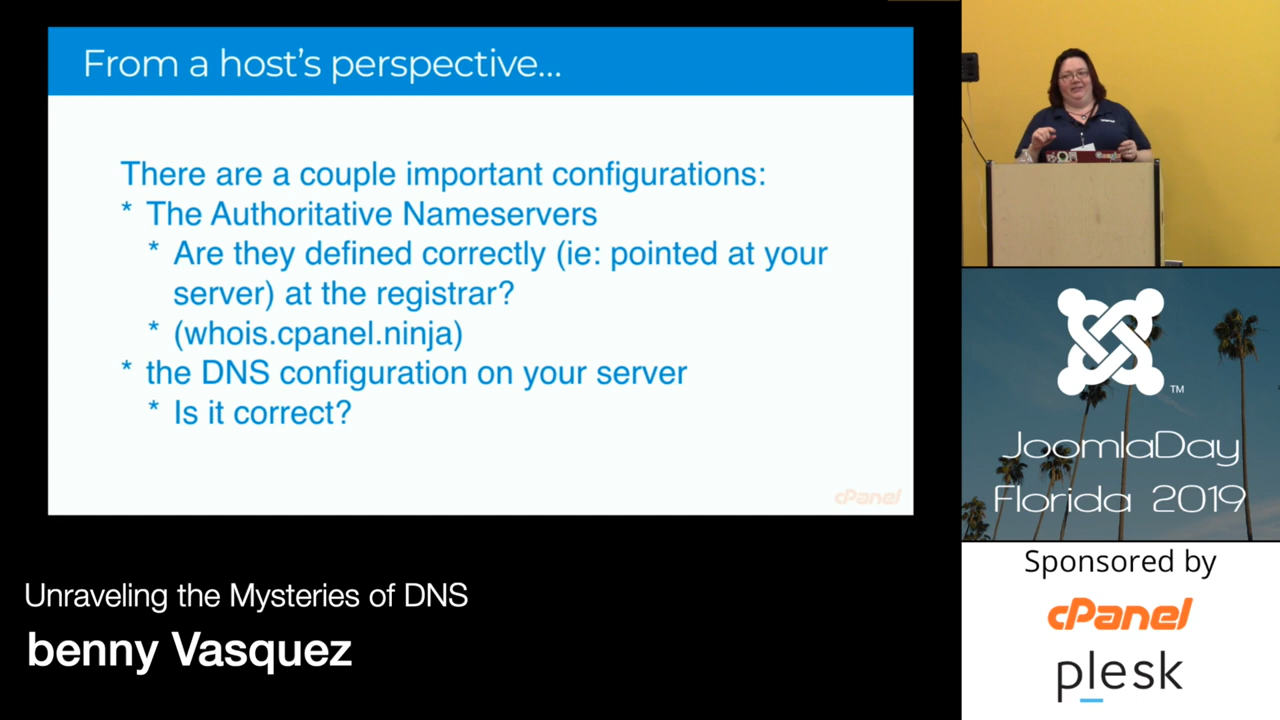 From a host's perspective...
There are a couple important configurations:
* The Authoritative Nameservers
* Are they defined correctly (ie: pointed at your
server) at the registrar?
* (whois.cpanel.ninja)
* the DNS configuration on your server
* Is it correct?
cPanel
Unraveling the Mysteries of DNS
benny Vasquez
TM
JoomlaDay
Florida 2019
Sponsored by
cPanel
plesk